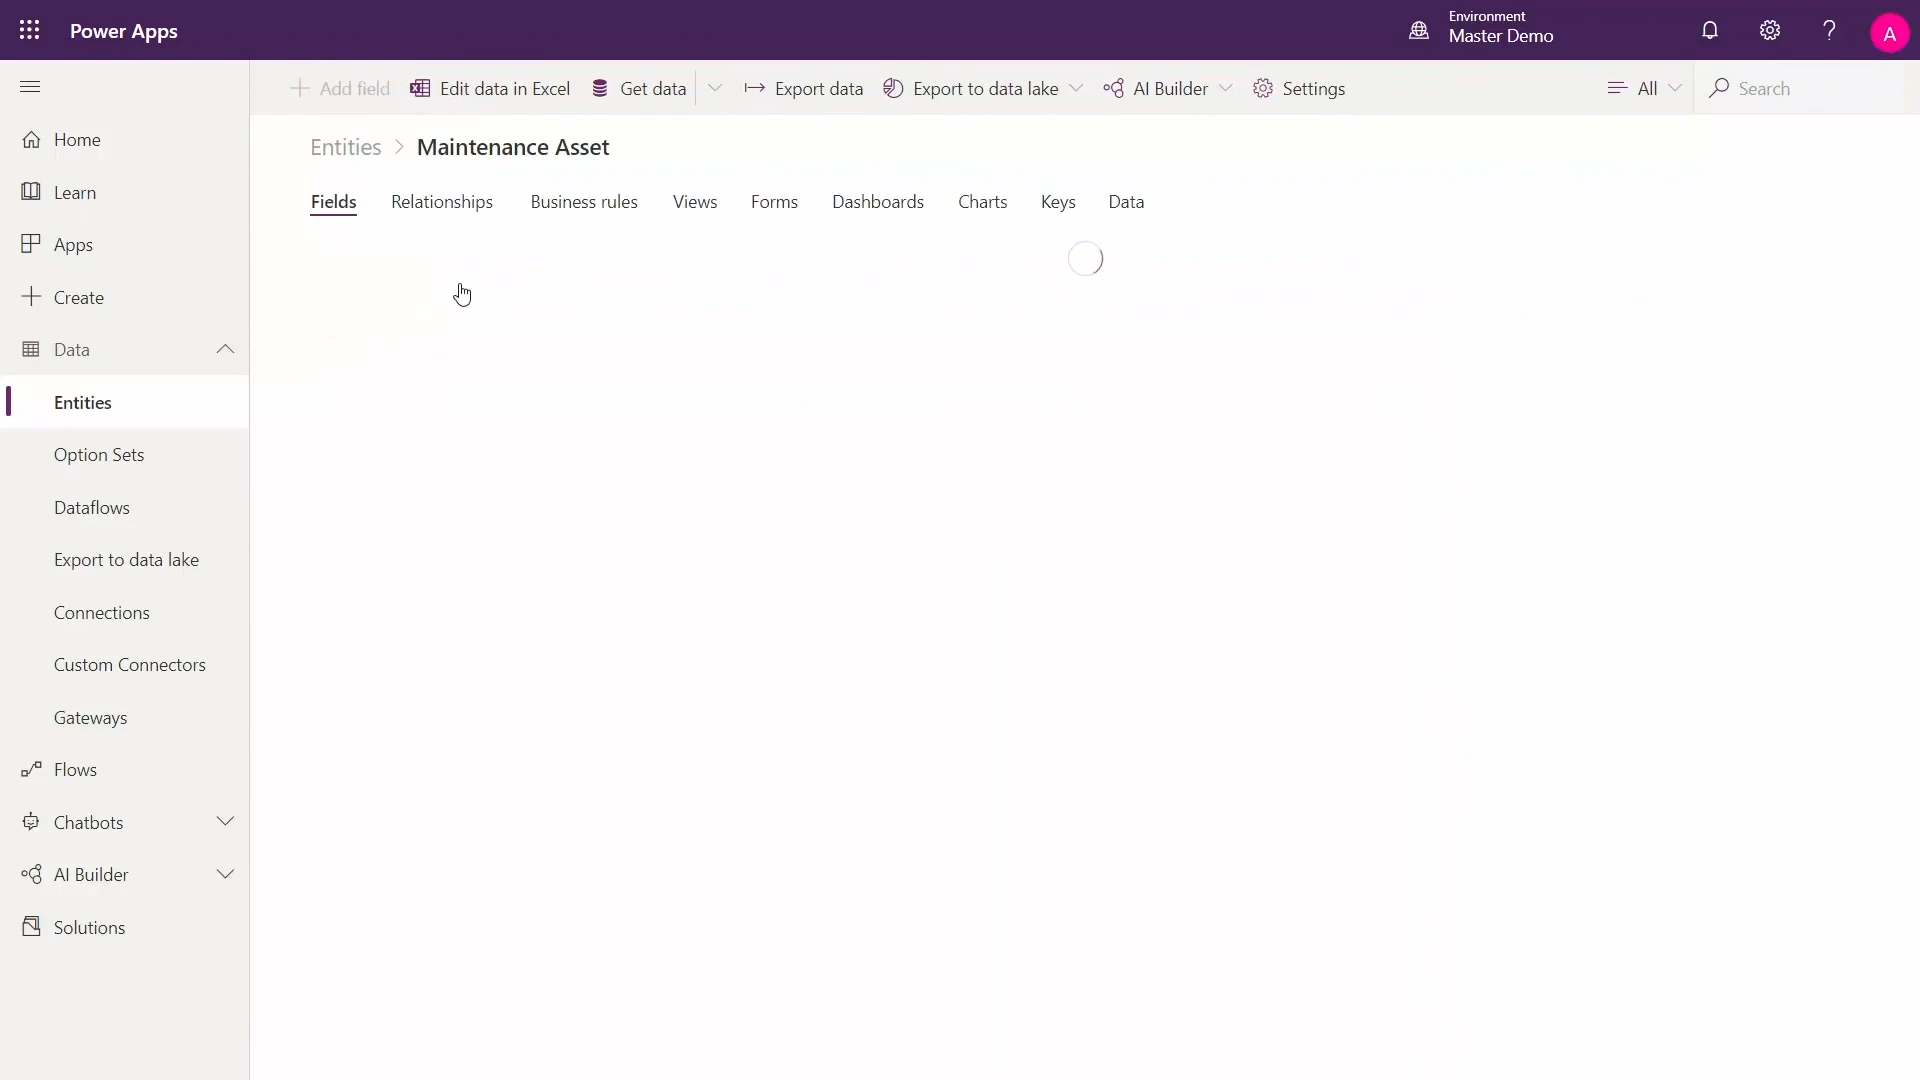 Power Apps
Environment
Master Demo
?
A
Add field
Edit data in Excel
Get data
Export data
Export to data lake
AI Builder
Settings
All
Search
Home
Learn
Apps
Create
Data
Entities
Option Sets
Dataflows
Export to data lake
Connections
Custom Connectors
Gateways
Flows
Chatbots
AI Builder
Solutions
Entities > Maintenance Asset
Fields
Relationships
Business rules
Views
Forms
Dashboards
Charts
Keys
Data